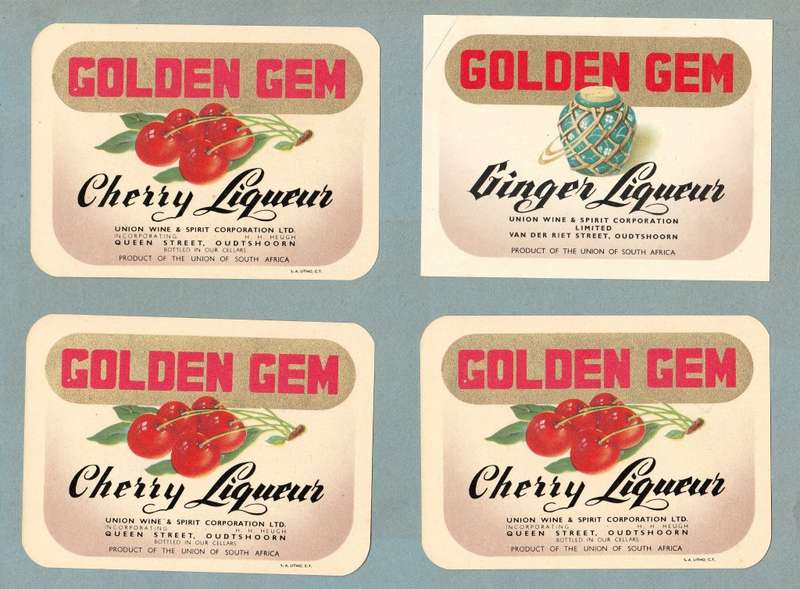 GOLDEN GEM
Cherry Liqueur
UNION WINE & SPIRIT CORPORATION LTD.
INCORPORATING H. H. HEUGH
QUEEN STREET, OUDTSHOORN
BOTTLED IN OUR CELLARS
PRODUCT OF THE UNION OF SOUTH AFRICA
S.A. LITHO, C.T.
GOLDEN GEM
Ginger Liqueur
UNION WINE & SPIRIT CORPORATION
LIMITED
VAN DER RIET STREET, OUDTSHOORN
PRODUCT OF THE UNION OF SOUTH AFRICA
GOLDEN GEM
Cherry Liqueur
UNION WINE & SPIRIT CORPORATION LTD.
INCORPORATING H. H. HEUGH
QUEEN STREET, OUDTSHOORN
BOTTLED IN OUR CELLARS
PRODUCT OF THE UNION OF SOUTH AFRICA
S.A. LITHO, C.T.
GOLDEN GEM
Cherry Liqueur
UNION WINE & SPIRIT CORPORATION LTD.
INCORPORATING H. H. HEUGH
QUEEN STREET, OUDTSHOORN
BOTTLED IN OUR CELLARS
PRODUCT OF THE UNION OF SOUTH AFRICA
S.A. LITHO, C.T.